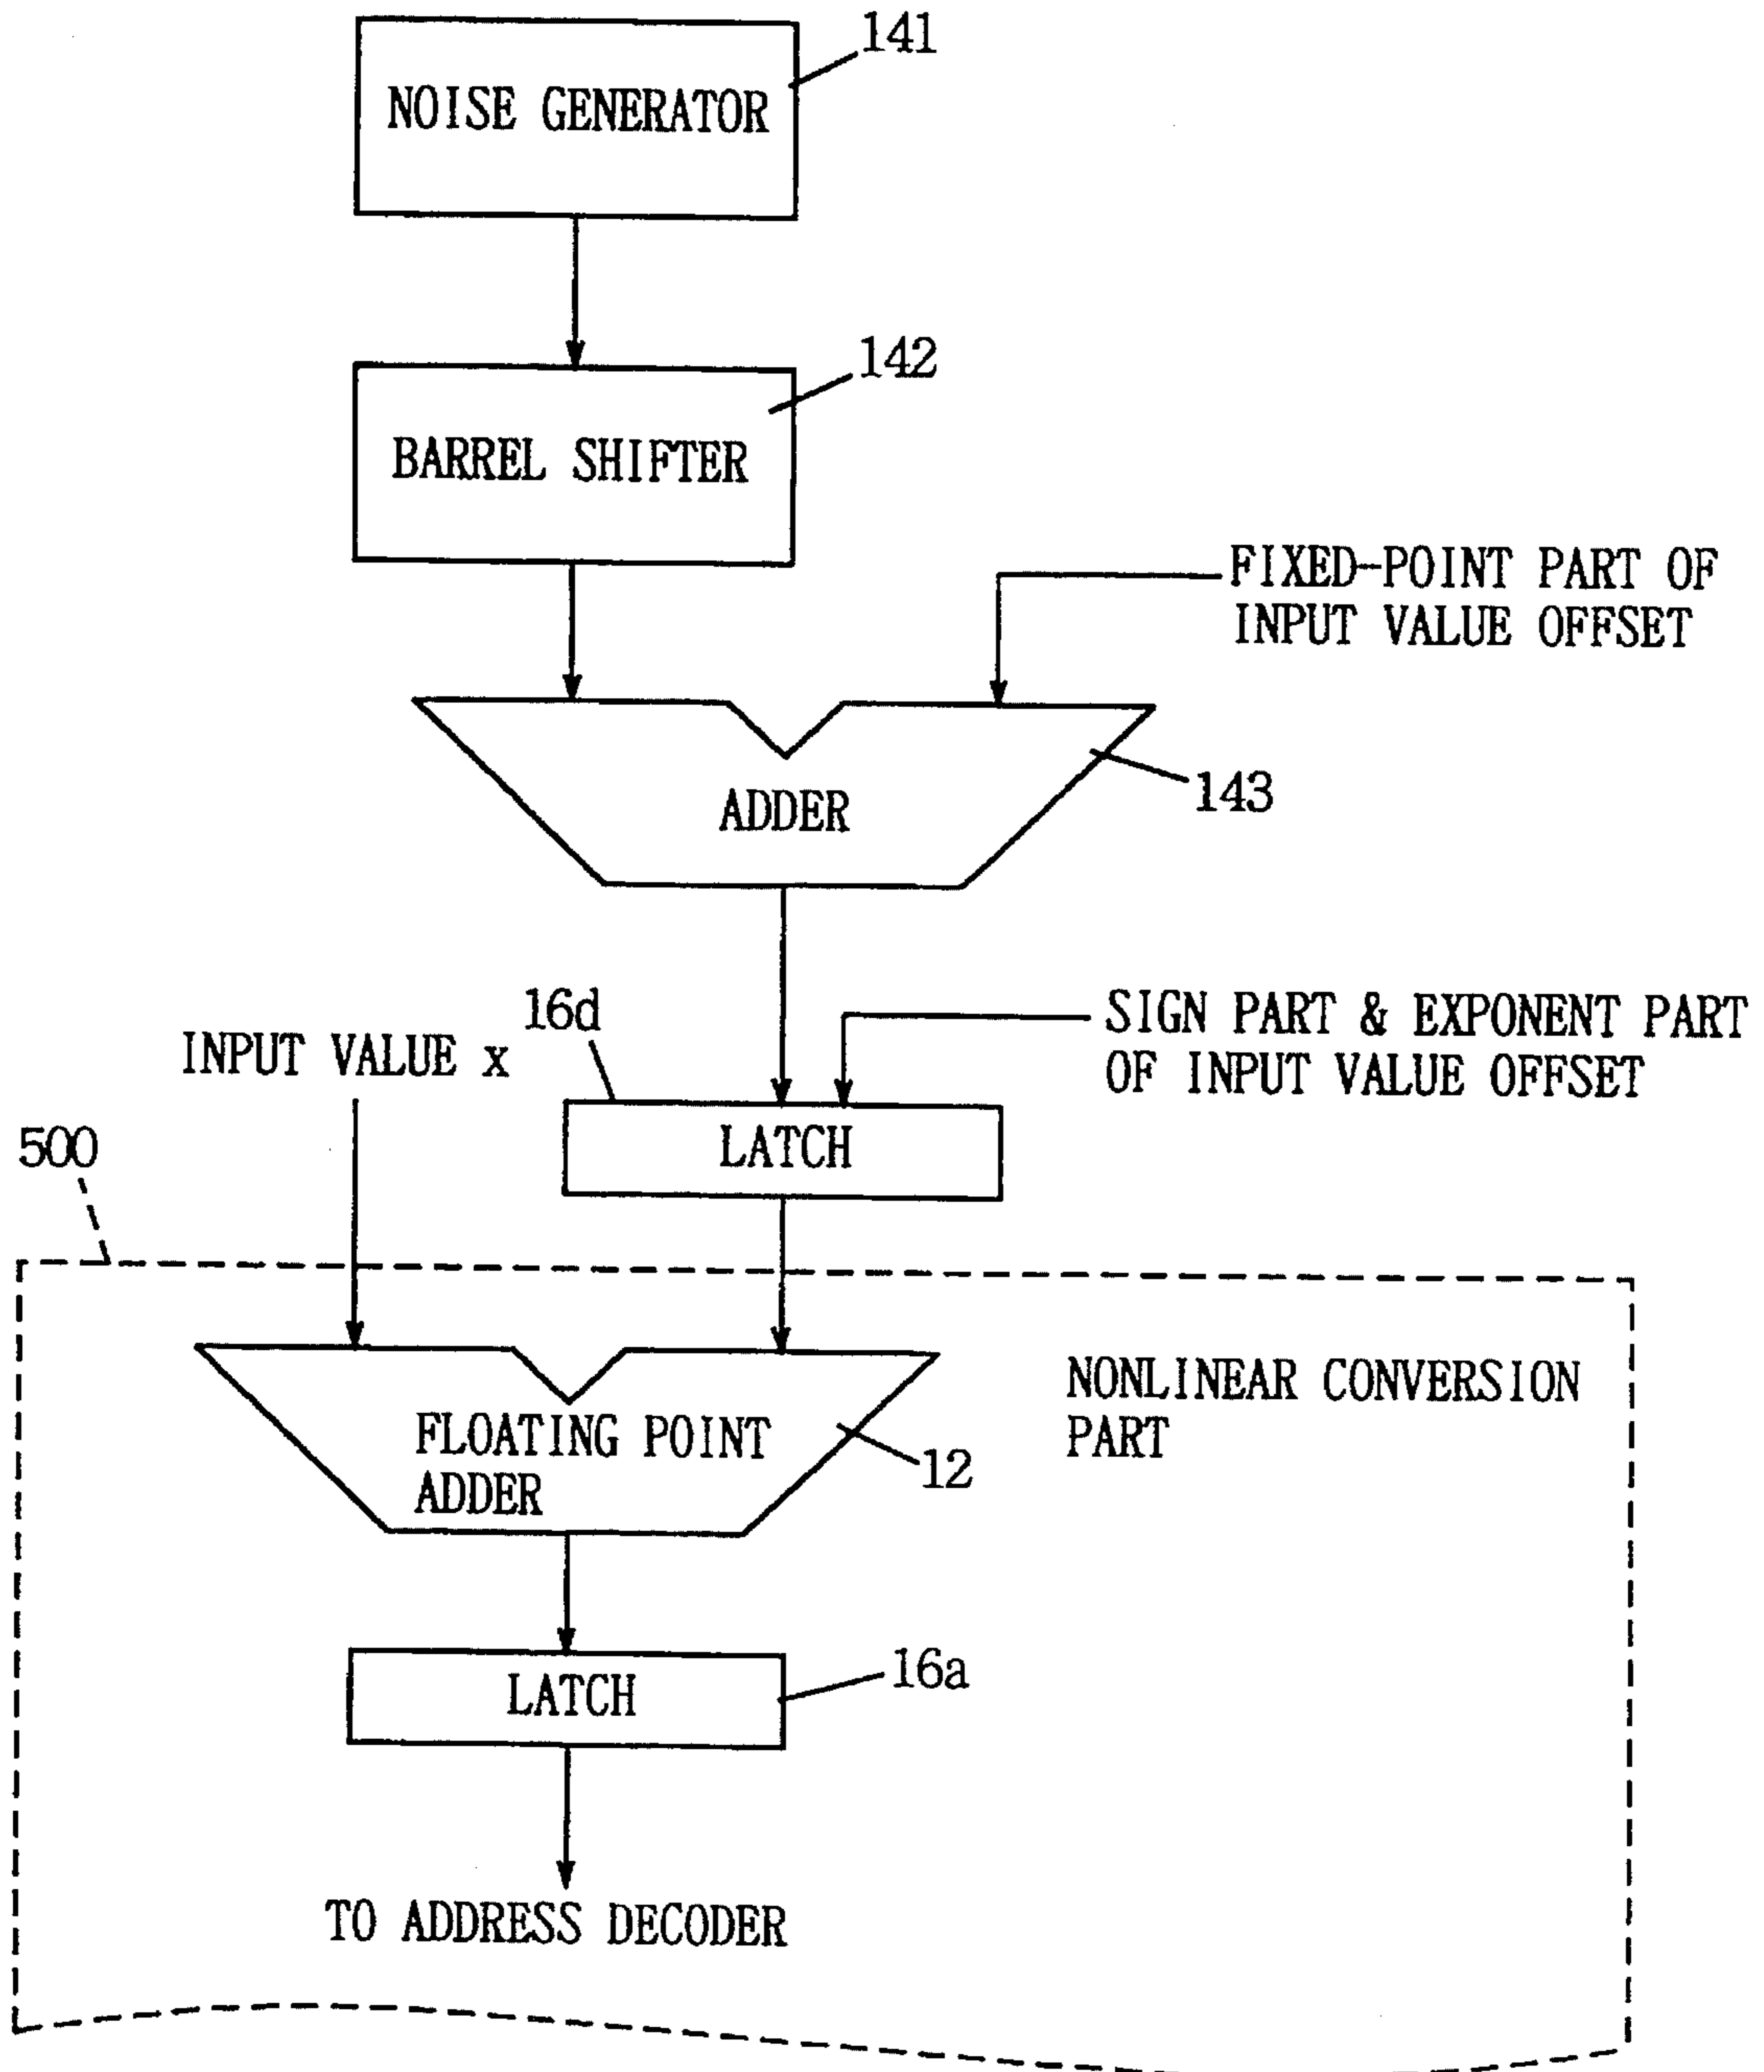 141
NOISE GENERATOR
142
BARREL SHIFTER
FIXED-POINT PART OF
INPUT VALUE OFFSET
ADDER
143
16d
INPUT VALUE x
SIGN PART & EXPONENT PART
OF INPUT VALUE OFFSET
LATCH
500
NONLINEAR CONVERSION
PART
FLOATING POINT
ADDER
12
LATCH
16a
TO ADDRESS DECODER